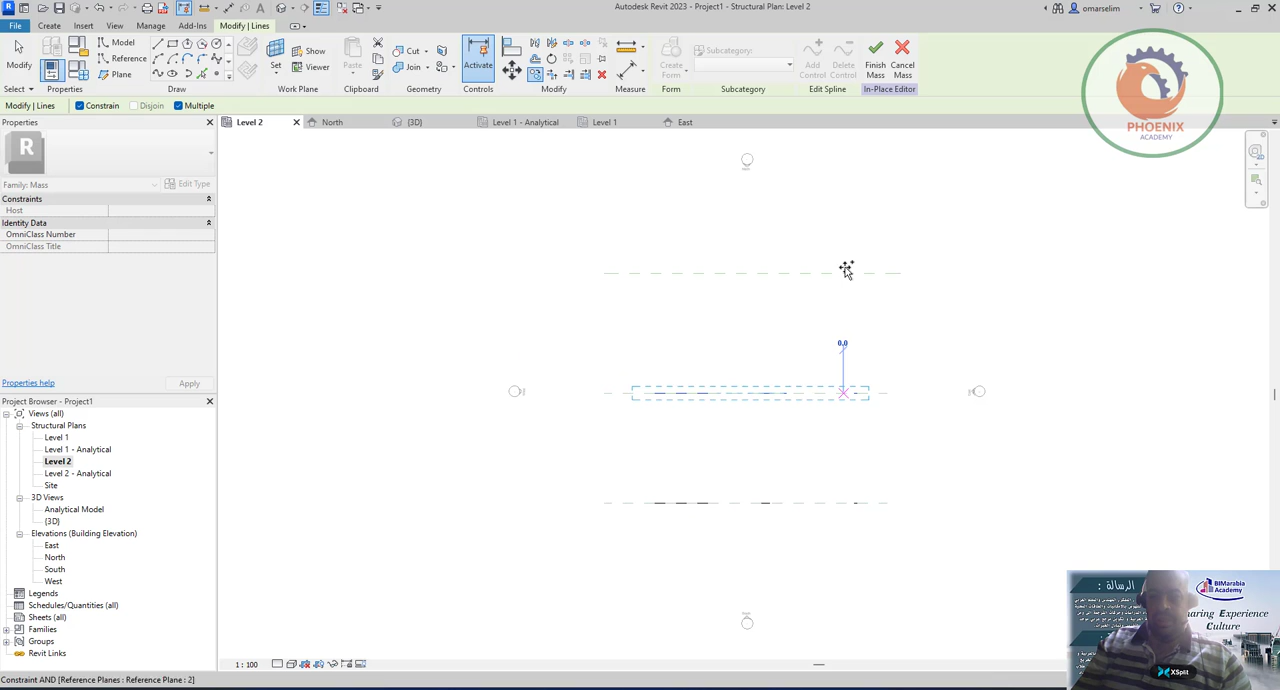 Autodesk Revit 2023 - Project1 - Structural Plan: Level 2
omarselim
File
Create
Insert
View
Manage
Add-Ins
Modify | Lines
Modify
Model
Reference
Plane
Set
Show
Viewer
Paste
Cut
Join
Activate
Create
Form
Subcategory:
Add
Control
Delete
Control
Finish
Mass
Cancel
Mass
Select
Properties
Draw
Work Plane
Clipboard
Geometry
Controls
Modify
Measure
Form
Subcategory
Edit Spline
In-Place Editor
Modify | Lines
Constrain
Disjoin
Multiple
PHOENIX
ACADEMY
Properties
Level 2
North
{3D}
Level 1 - Analytical
Level 1
East
R
Family: Mass
Edit Type
Constraints
Host
Identity Data
OmniClass Number
OmniClass Title
0.0
Properties help
Apply
Project Browser - Project1
Views (all)
Structural Plans
Level 1
Level 1 - Analytical
Level 2
Level 2 - Analytical
Site
3D Views
Analytical Model
{3D}
Elevations (Building Elevation)
East
North
South
West
Legends
Schedules/Quantities (all)
Sheets (all)
Families
Groups
Revit Links
1 : 100
Constraint AND [Reference Planes : Reference Plane : 2]
الرسالة :
BIMarabia
Academy
haring Experience
Culture
XSplit